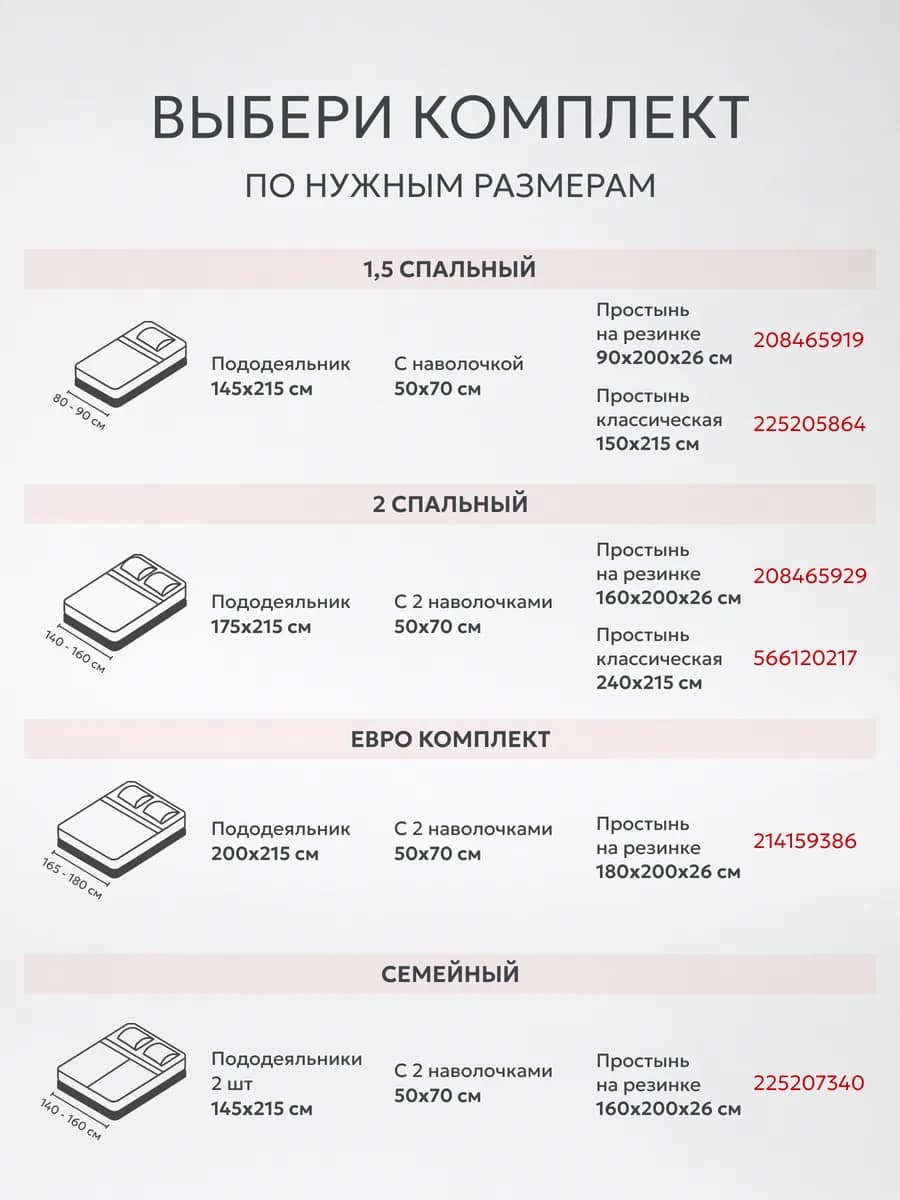 ВЫБЕРИ КОМПЛЕКТ
ПО НУЖНЫМ РАЗМЕРАМ
1,5 СПАЛЬНЫЙ
80 - 90 см
Пододеяльник
145х215 см
С наволочкой
50х70 см
Простынь
на резинке
90х200х26 см
208465919
Простынь
классическая
150х215 см
225205864
2 СПАЛЬНЫЙ
140 - 160 см
Пододеяльник
175х215 см
С 2 наволочками
50х70 см
Простынь
на резинке
160х200х26 см
208465929
Простынь
классическая
240х215 см
566120217
ЕВРО КОМПЛЕКТ
165 - 180 см
Пододеяльник
200х215 см
С 2 наволочками
50х70 см
Простынь
на резинке
180х200х26 см
214159386
СЕМЕЙНЫЙ
140 - 160 см
Пододеяльники
2 шт
145х215 см
С 2 наволочками
50х70 см
Простынь
на резинке
160х200х26 см
225207340